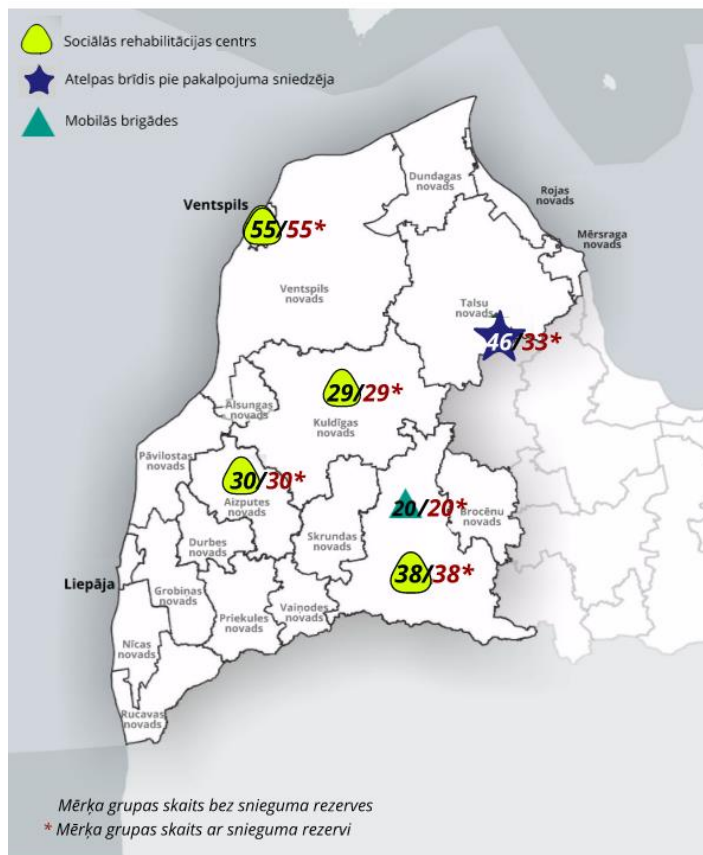 Sociālās rehabilitācijas centrs
Atelpas brīdis pie pakalpojuma sniedzēja
Mobilās brigādes
Dundagas
novads
Rojas
novads
Ventspils
55/55*
Mērsraga
novads
Ventspils
novads
Talsu
novads
46/33*
29/29*
Alsungas
novads
Kuldīgas
novads
Pāvilostas
novads
30/30*
Aizputes
novads
20/20*
Brocēnu
novads
Durbes
novads
Skrundas
novads
38/38*
Liepāja
Grobiņas
novads
Priekules
novads
Vaiņodes
novads
Nīcas
novads
Rucavas
novads
Mērķa grupas skaits bez snieguma rezerves
* Mērķa grupas skaits ar snieguma rezervi